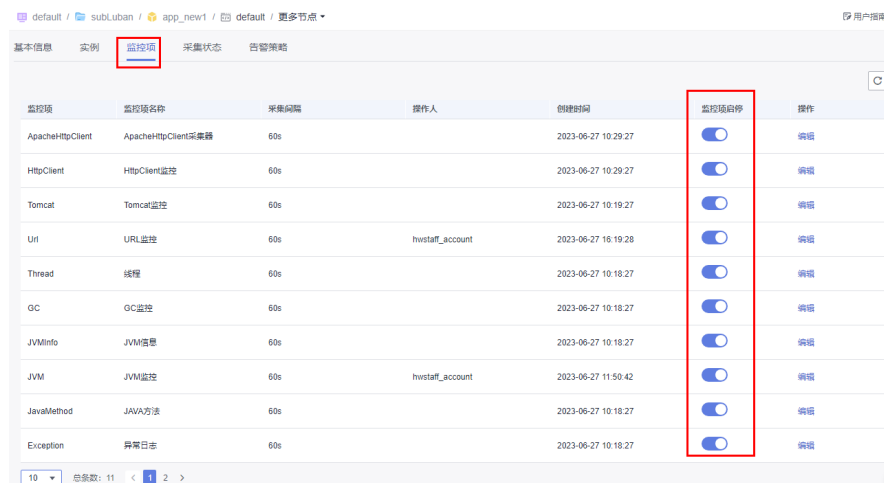 default / subLuban / app_new1 / default / 更多节点 用户指南
基本信息 实例 监控项 采集状态 告警策略
监控项 监控项名称 采集间隔 操作人 创建时间 监控项启停 操作
ApacheHttpClient ApacheHttpClient采集器 60s 2023-06-27 10:29:27 编辑
HttpClient HttpClient监控 60s 2023-06-27 10:29:27 编辑
Tomcat Tomcat监控 60s 2023-06-27 10:19:27 编辑
Url URL监控 60s hwstaff_account 2023-06-27 16:19:28 编辑
Thread 线程 60s 2023-06-27 10:18:27 编辑
GC GC监控 60s 2023-06-27 10:18:27 编辑
JVMInfo JVM信息 60s 2023-06-27 10:18:27 编辑
JVM JVM监控 60s hwstaff_account 2023-06-27 11:50:42 编辑
JavaMethod JAVA方法 60s 2023-06-27 10:18:27 编辑
Exception 异常日志 60s 2023-06-27 10:18:27 编辑
10 总条数: 11 < 1 2 >